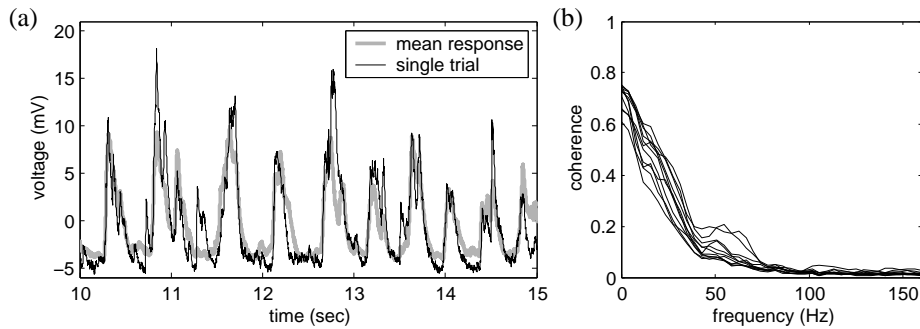 (a)
20
15
10
5
0
−5
voltage (mV)
mean response
single trial
10
11
12
13
14
15
time (sec)
(b)
1
0.8
0.6
0.4
0.2
0
coherence
0
50
100
150
frequency (Hz)